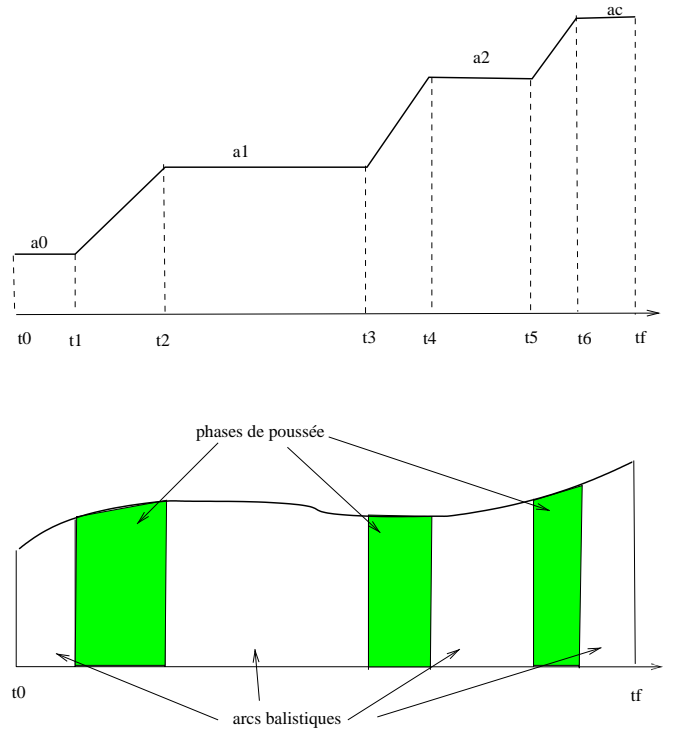 ac
a2
a1
a0
t0 t1 t2 t3 t4 t5 t6 tf
phases de poussée
t0 tf
arcs balistiques